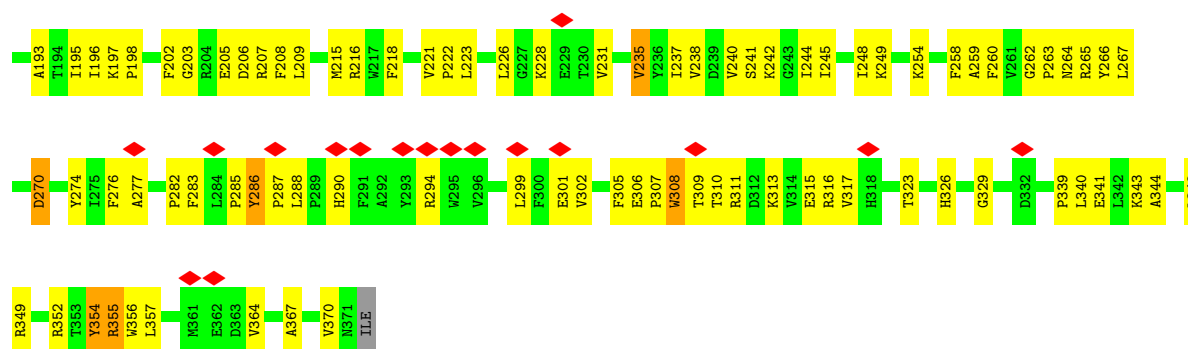 A193 T194 I195 I196 K197 P198 F202 G203 R204 E205 D206 R207 F208 L209 M215 R216 W217 F218 V221 P222 L223 L226 G227 K228 E229 T230 V231 V235 Y236 I237 V238 D239 V240 S241 K242 G243 I244 I245 I248 K249 K254 F258 A259 F260 V261 G262 P263 N264 R265 Y266 L267
D270 Y274 I275 F276 A277 P282 F283 L284 P285 Y286 P287 L288 P289 H290 F291 A292 Y293 R294 W295 V296 L299 F300 E301 V302 F305 E306 P307 W308 T309 T310 R311 D312 K313 V314 E315 R316 V317 H318 T323 H326 G329 D332 P339 L340 E341 L342 K343 A344
R349 R352 T353 Y354 R355 W356 L357 M361 E362 D363 V364 A367 V370 N371 ILE